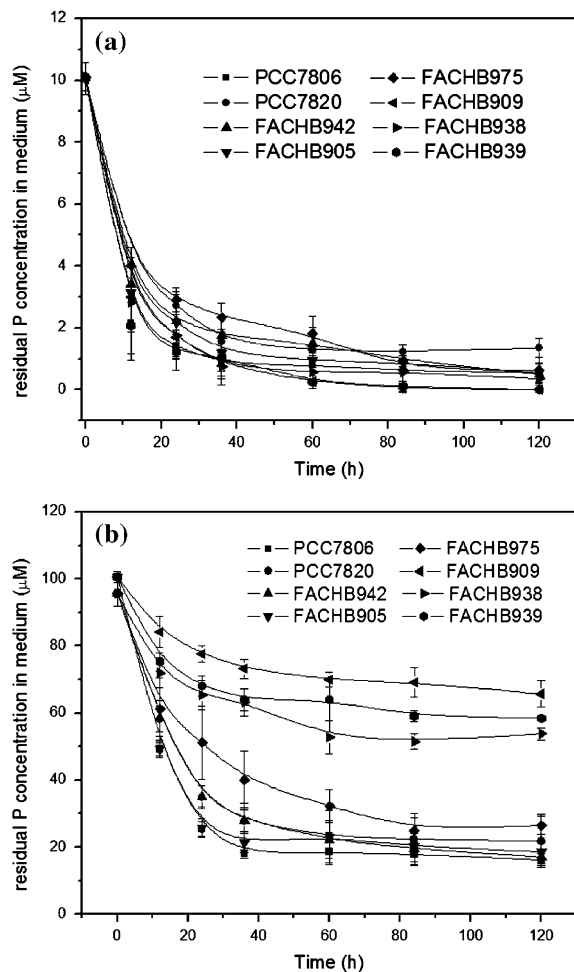 (a)
PCC7806
PCC7820
FACHB942
FACHB905
FACHB975
FACHB909
FACHB938
FACHB939
residual P concentration in medium (μM)
12
10
8
6
4
2
0
0 20 40 60 80 100 120
Time (h)
(b)
PCC7806
PCC7820
FACHB942
FACHB905
FACHB975
FACHB909
FACHB938
FACHB939
residual P concentration in medium (μM)
120
100
80
60
40
20
0
0 20 40 60 80 100 120
Time (h)